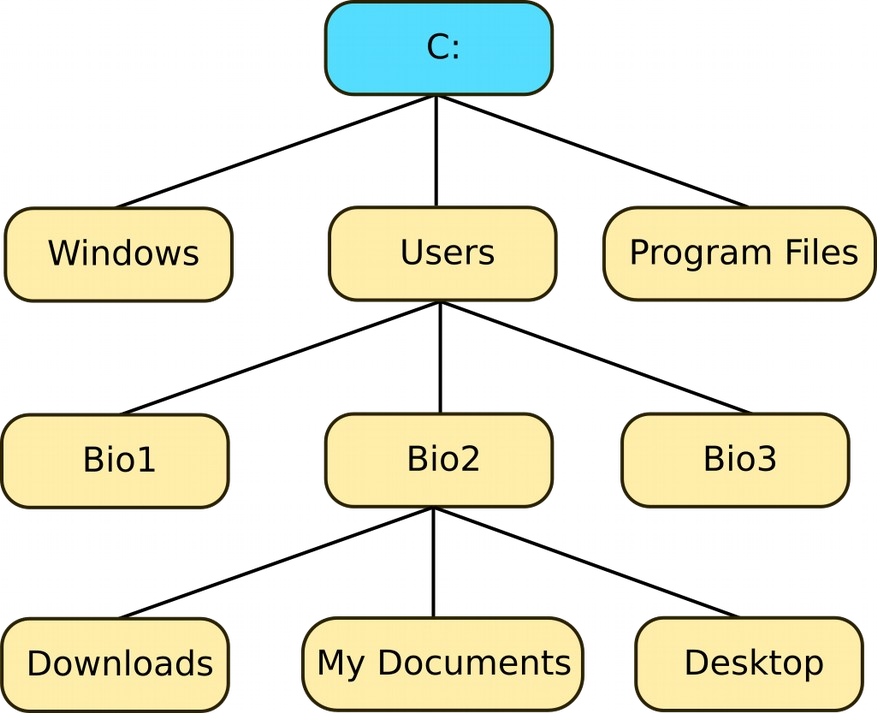 C:
Windows
Users
Program Files
Bio1
Bio2
Bio3
Downloads
My Documents
Desktop